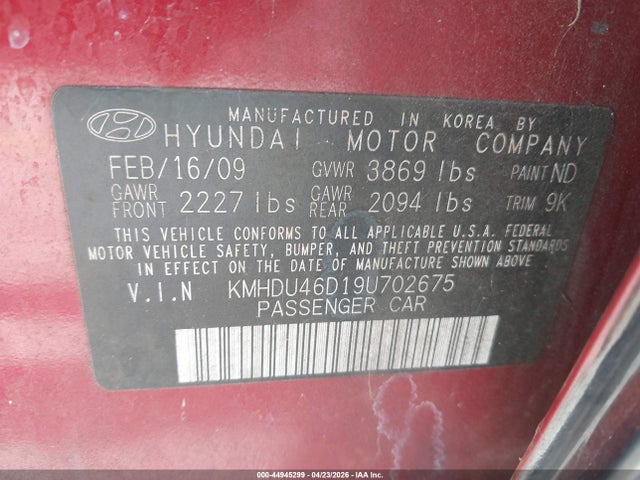 MANUFACTURED IN KOREA BY
HYUNDAI MOTOR COMPANY
FEB/16/09 GVWR 3869 lbs PAINT ND
GAWR FRONT 2227 lbs GAWR REAR 2094 lbs TRIM 9K
THIS VEHICLE CONFORMS TO ALL APPLICABLE U.S.A. FEDERAL
MOTOR VEHICLE SAFETY, BUMPER, AND THEFT PREVENTION STANDARDS
IN EFFECT ON THE DATE OF MANUFACTURE SHOWN ABOVE
V.I.N KMHDU46D19U702675
PASSENGER CAR
000-44945299 - 04/23/2026 - IAA Inc.